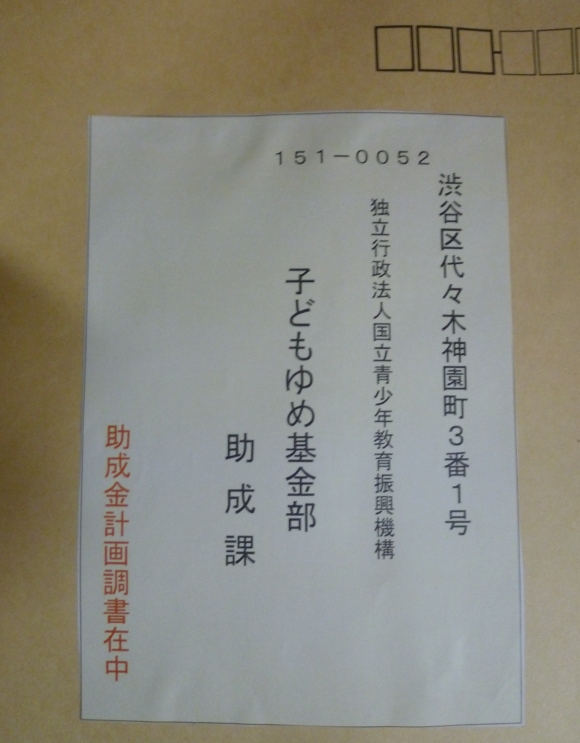 １５１－００５２
渋谷区代々木神園町３番１号
独立行政法人国立青少年教育振興機構
子どもゆめ基金部
助成課
助成金計画調書在中